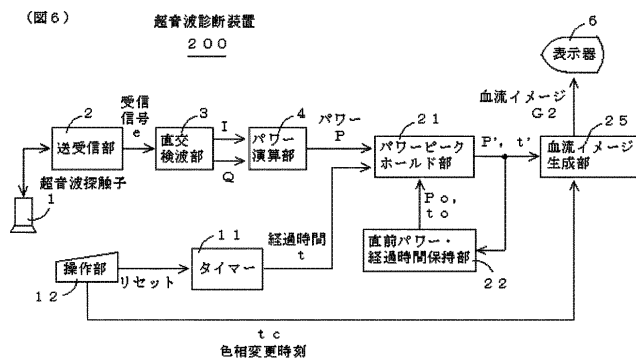 (図6)
超音波診断装置
200
6
表示器
血流イメージ
G2
受信
信号
e
2
送受信部
3
直交
検波部
I
Q
4
パワー
演算部
パワー
P
21
パワーピーク
ホールド部
P', t'
25
血流イメージ
生成部
超音波探触子
1
Po,
to
直前パワー・
経過時間保持部
22
経過時間
t
11
タイマー
操作部
12
リセット
tc
色相変更時刻